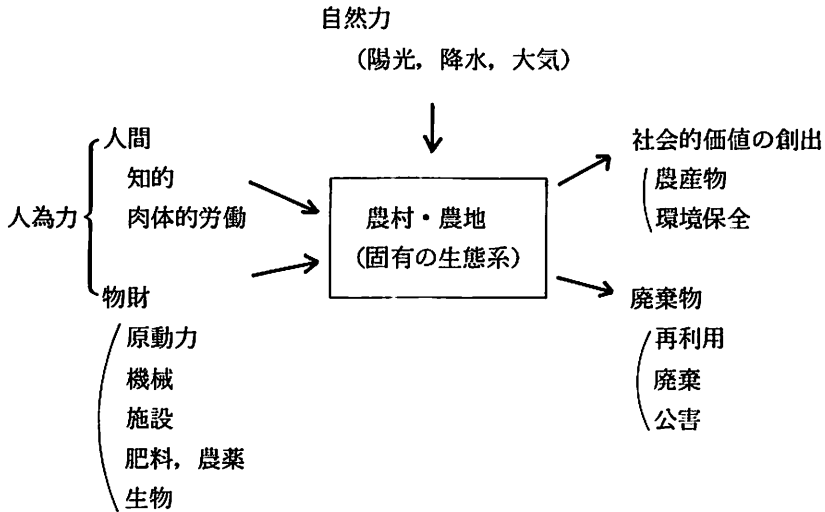 自然力
（陽光，降水，大気）
人為力
人間
知的
肉体的労働
物財
原動力
機械
施設
肥料，農薬
生物
農村・農地
（固有の生態系）
社会的価値の創出
農産物
環境保全
廃棄物
再利用
廃棄
公害